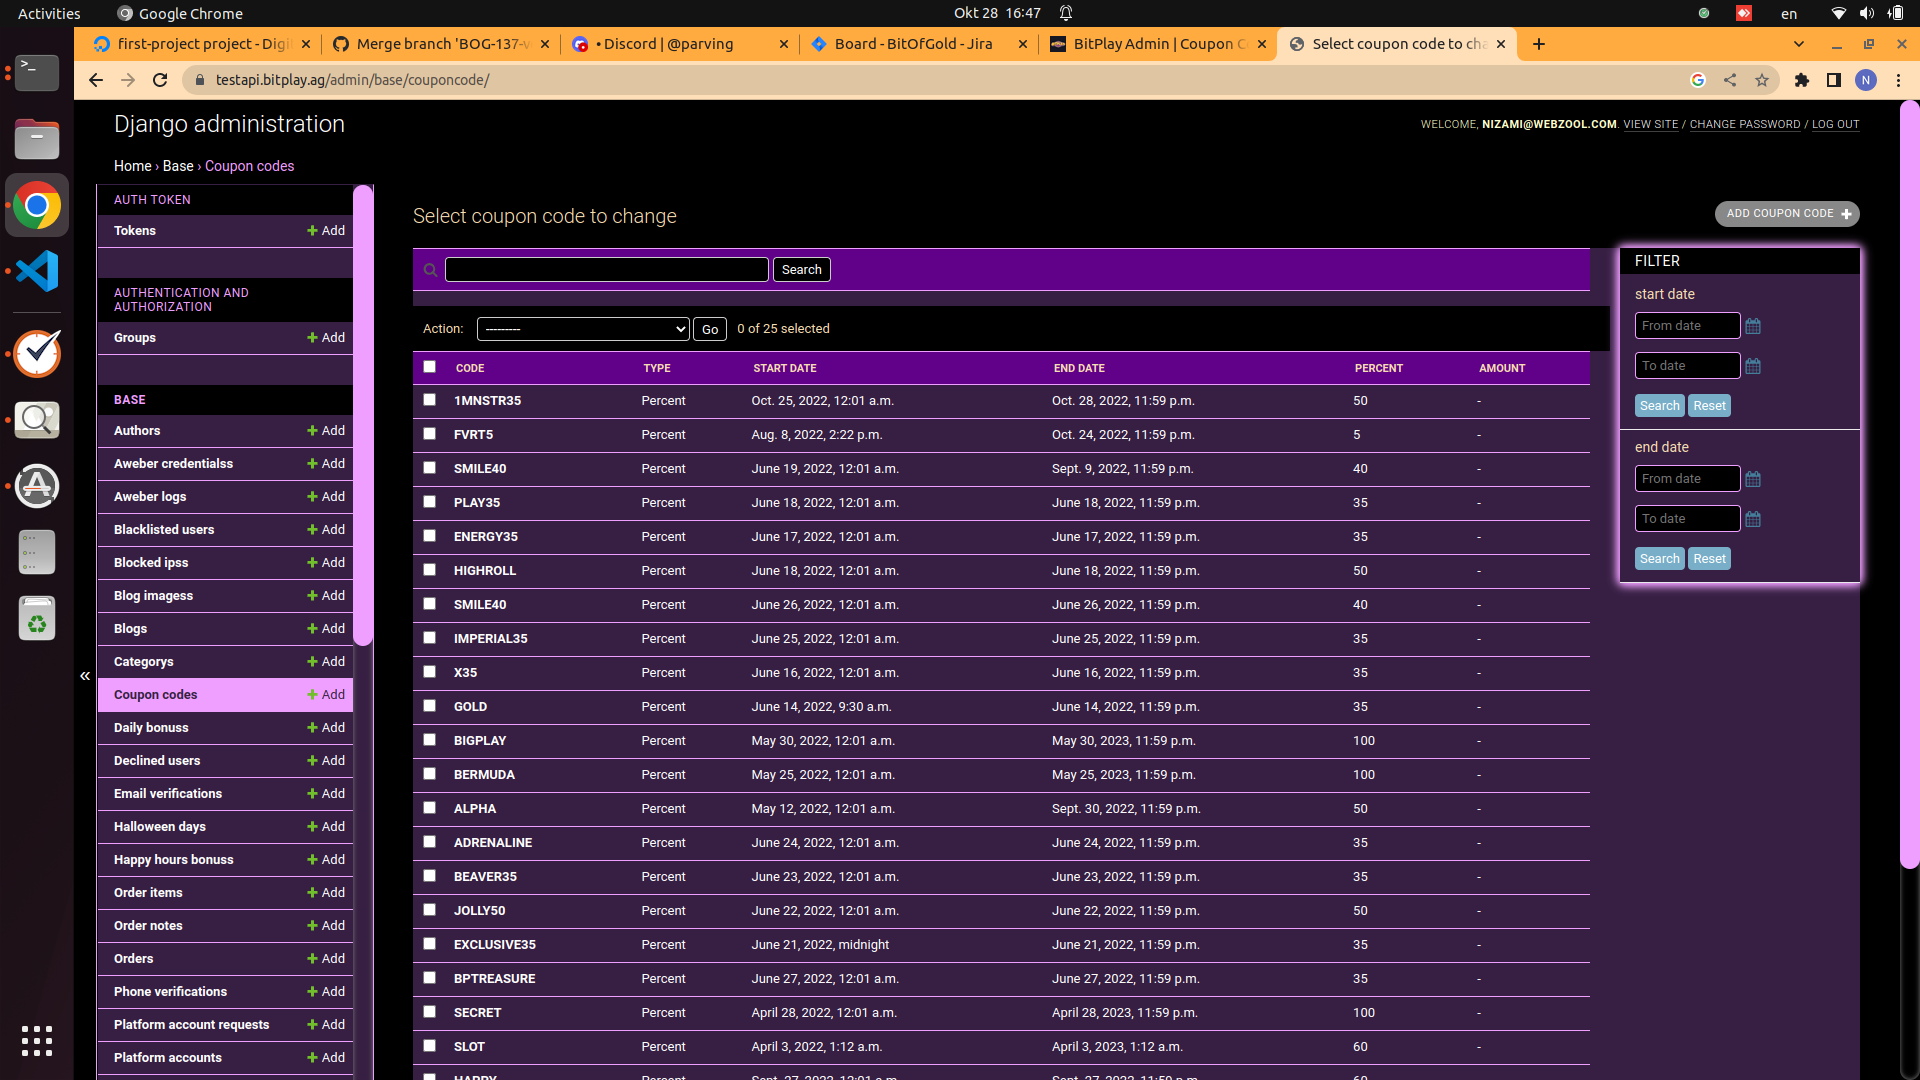 Activities
Google Chrome
Okt 28 16:47
en
first-project project - Digi
Merge branch 'BOG-137-v
• Discord | @parving
Board - BitOfGold - Jira
BitPlay Admin | Coupon C
Select coupon code to cha
testapi.bitplay.ag/admin/base/couponcode/
N
Django administration
WELCOME, NIZAMI@WEBZOOL.COM. VIEW SITE / CHANGE PASSWORD / LOG OUT
Home › Base › Coupon codes
AUTH TOKEN
Tokens Add
AUTHENTICATION AND
AUTHORIZATION
Groups Add
BASE
Authors Add
Aweber credentialss Add
Aweber logs Add
Blacklisted users Add
Blocked ipss Add
Blog imagess Add
Blogs Add
Categorys Add
Coupon codes Add
Daily bonuss Add
Declined users Add
Email verifications Add
Halloween days Add
Happy hours bonuss Add
Order items Add
Order notes Add
Orders Add
Phone verifications Add
Platform account requests Add
Platform accounts Add
«
Select coupon code to change
ADD COUPON CODE
Search
Action: --------- Go 0 of 25 selected
CODE TYPE START DATE END DATE PERCENT AMOUNT
1MNSTR35 Percent Oct. 25, 2022, 12:01 a.m. Oct. 28, 2022, 11:59 p.m. 50 -
FVRT5 Percent Aug. 8, 2022, 2:22 p.m. Oct. 24, 2022, 11:59 p.m. 5 -
SMILE40 Percent June 19, 2022, 12:01 a.m. Sept. 9, 2022, 11:59 p.m. 40 -
PLAY35 Percent June 18, 2022, 12:01 a.m. June 18, 2022, 11:59 p.m. 35 -
ENERGY35 Percent June 17, 2022, 12:01 a.m. June 17, 2022, 11:59 p.m. 35 -
HIGHROLL Percent June 18, 2022, 12:01 a.m. June 18, 2022, 11:59 p.m. 50 -
SMILE40 Percent June 26, 2022, 12:01 a.m. June 26, 2022, 11:59 p.m. 40 -
IMPERIAL35 Percent June 25, 2022, 12:01 a.m. June 25, 2022, 11:59 p.m. 35 -
X35 Percent June 16, 2022, 12:01 a.m. June 16, 2022, 11:59 p.m. 35 -
GOLD Percent June 14, 2022, 9:30 a.m. June 14, 2022, 11:59 p.m. 35 -
BIGPLAY Percent May 30, 2022, 12:01 a.m. May 30, 2023, 11:59 p.m. 100 -
BERMUDA Percent May 25, 2022, 12:01 a.m. May 25, 2023, 11:59 p.m. 100 -
ALPHA Percent May 12, 2022, 12:01 a.m. Sept. 30, 2022, 11:59 p.m. 50 -
ADRENALINE Percent June 24, 2022, 12:01 a.m. June 24, 2022, 11:59 p.m. 35 -
BEAVER35 Percent June 23, 2022, 12:01 a.m. June 23, 2022, 11:59 p.m. 35 -
JOLLY50 Percent June 22, 2022, 12:01 a.m. June 22, 2022, 11:59 p.m. 50 -
EXCLUSIVE35 Percent June 21, 2022, midnight June 21, 2022, 11:59 p.m. 35 -
BPTREASURE Percent June 27, 2022, 12:01 a.m. June 27, 2022, 11:59 p.m. 35 -
SECRET Percent April 28, 2022, 12:01 a.m. April 28, 2023, 11:59 p.m. 100 -
SLOT Percent April 3, 2022, 1:12 a.m. April 3, 2023, 1:12 a.m. 60 -
HAPPY Percent Sept. 27, 2022, 12:01 a.m. Sept. 27, 2022, 11:59 p.m. 60 -
FILTER
start date
From date
To date
Search Reset
end date
From date
To date
Search Reset